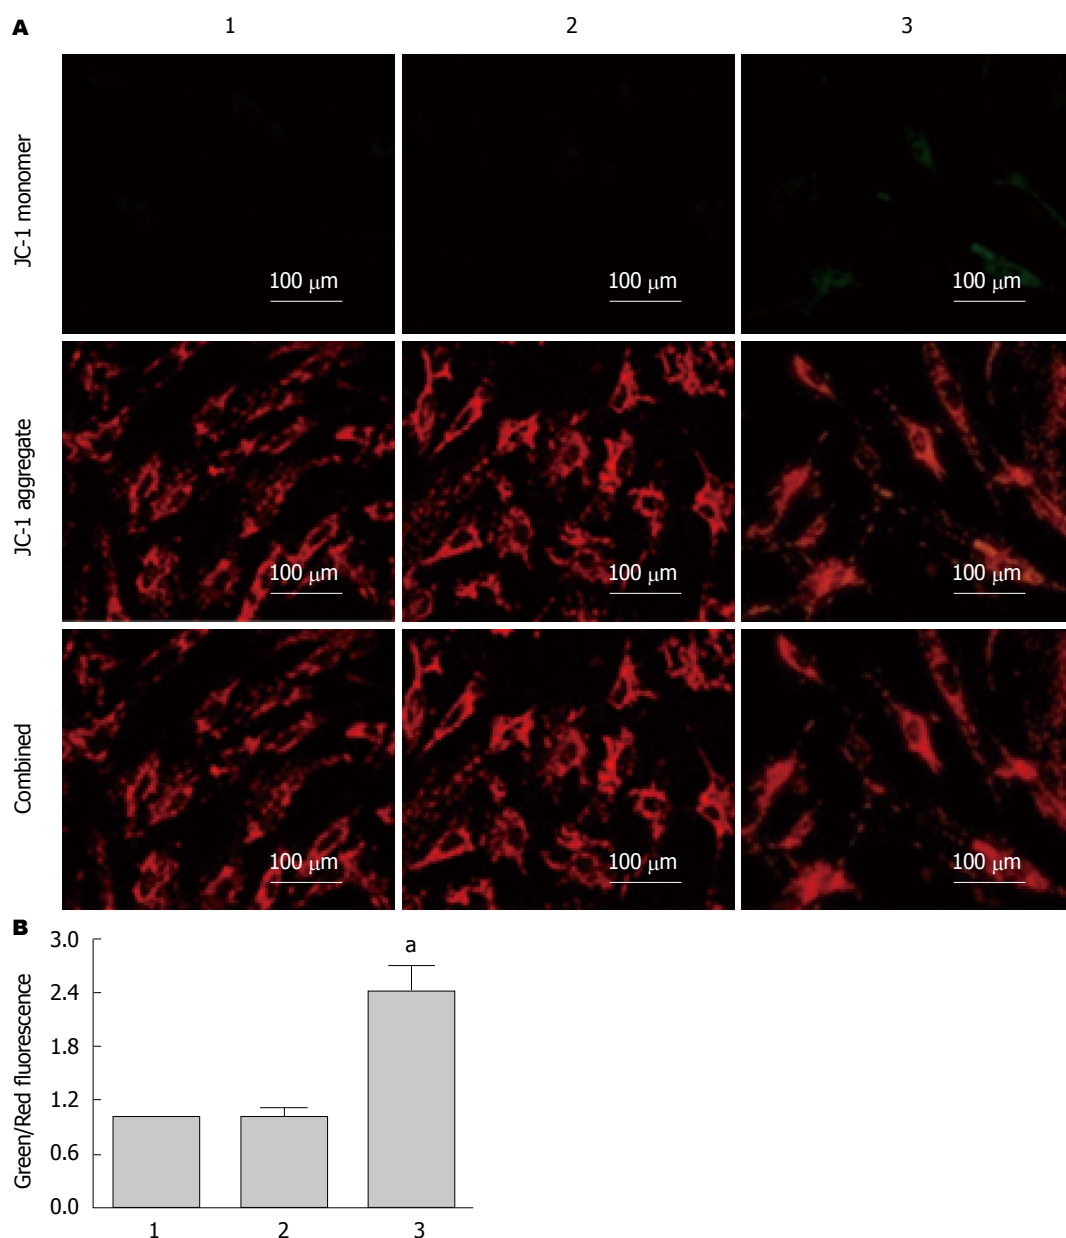 A
1 2 3
JC-1 monomer
100 μm 100 μm 100 μm
JC-1 aggregate
100 μm 100 μm 100 μm
Combined
100 μm 100 μm 100 μm
B
Green/Red fluorescence
3.0
2.4
1.8
1.2
0.6
0.0
a
1 2 3